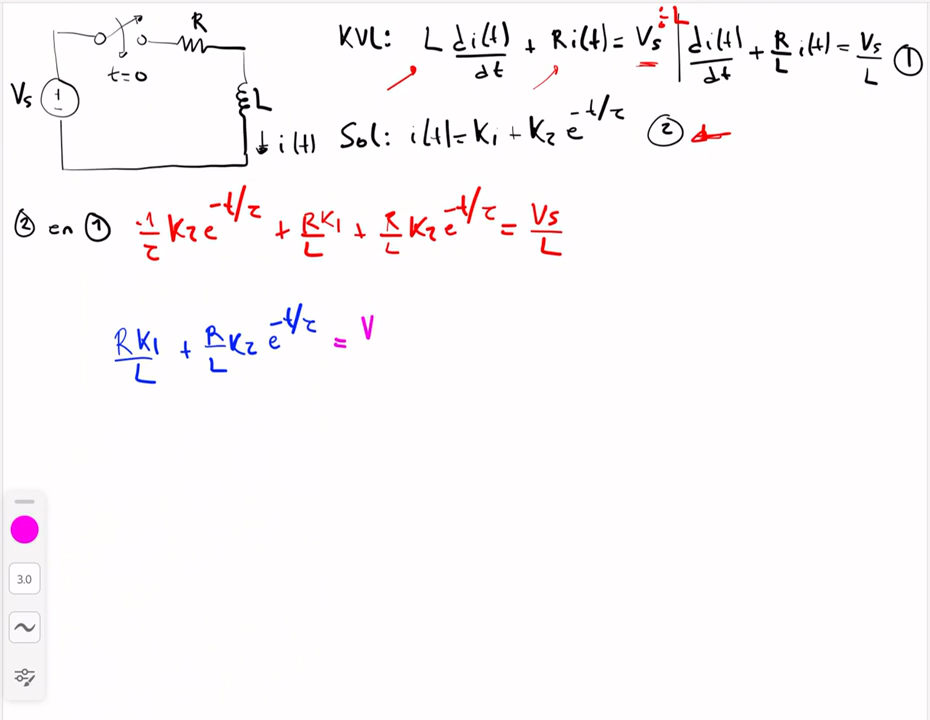 R
KVL: L di(t)/dt + Ri(t) = Vs ÷L | di(t)/dt + R/L i(t) = Vs/L ①
t=0
Vs + -
L
i(t)
Sol: i(t) = K1 + K2 e^-t/τ ②
② en ① -1/τ K2 e^-t/τ + RK1/L + R/L K2 e^-t/τ = Vs/L
RK1/L + R/L K2 e^-t/τ = V
3.0